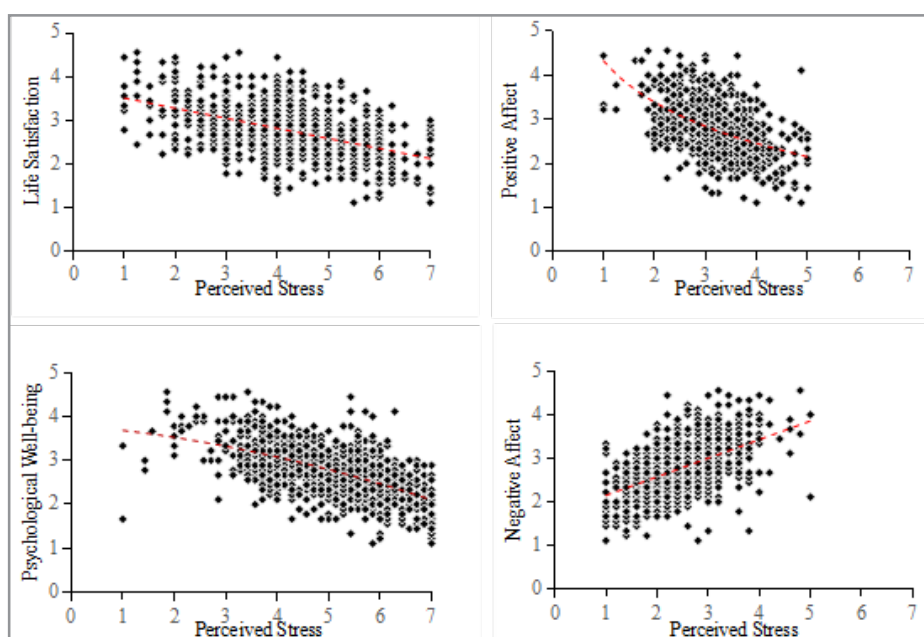 5
4
3
2
1
0
Life Satisfaction
0 1 2 3 4 5 6 7
Perceived Stress
5
4
3
2
1
0
Positive Affect
0 1 2 3 4 5 6 7
Perceived Stress
5
4
3
2
1
0
Psychological Well-being
0 1 2 3 4 5 6 7
Perceived Stress
5
4
3
2
1
0
Negative Affect
0 1 2 3 4 5 6 7
Perceived Stress